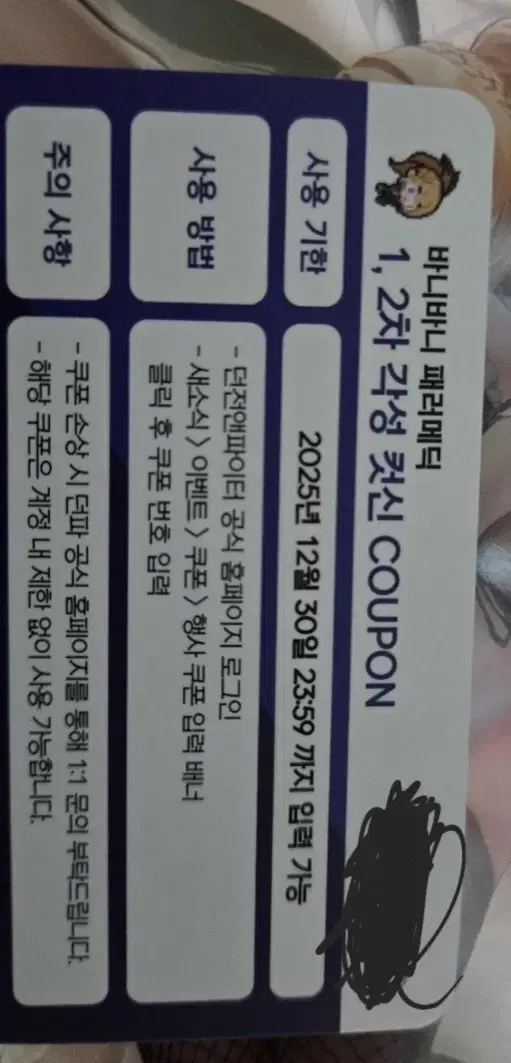 바니바니 패러메딕
1, 2차 각성 컷신 COUPON
사용 기한
2025년 12월 30일 23:59 까지 입력 가능
사용 방법
- 던전앤파이터 공식 홈페이지 로그인
- 새소식 > 이벤트 > 쿠폰 > 행사 쿠폰 입력 배너
클릭 후 쿠폰 번호 입력
주의 사항
- 쿠폰 손상 시 던파 공식 홈페이지를 통해 1:1 문의 부탁드립니다.
- 해당 쿠폰은 계정 내 제한 없이 사용 가능합니다.